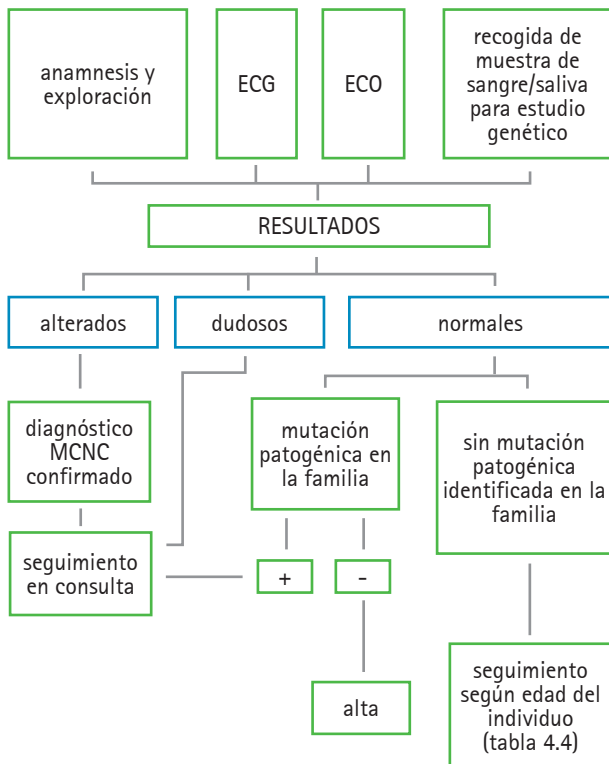 anamnesis y
exploración
ECG
ECO
recogida de
muestra de
sangre/saliva
para estudio
genético
RESULTADOS
alterados
dudosos
normales
diagnóstico
MCNC
confirmado
mutación
patogénica en
la familia
sin mutación
patogénica
identificada en la
familia
seguimiento
en consulta
+
-
alta
seguimiento
según edad del
individuo
(tabla 4.4)